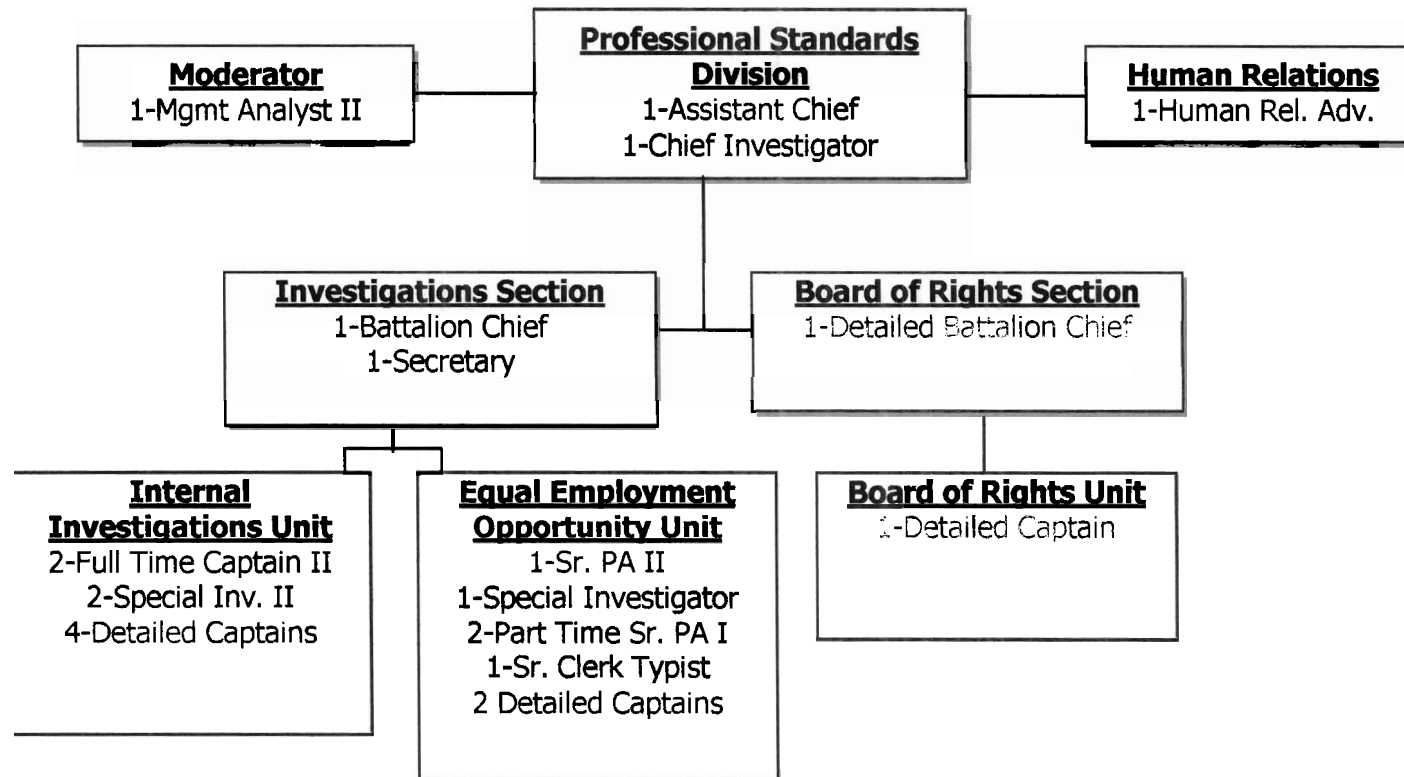 Professional Standards
Division
1-Assistant Chief
1-Chief Investigator
Moderator
1-Mgmt Analyst II
Human Relations
1-Human Rel. Adv.
Investigations Section
1-Battalion Chief
1-Secretary
Board of Rights Section
1-Detailed Battalion Chief
Internal
Investigations Unit
2-Full Time Captain II
2-Special Inv. II
4-Detailed Captains
Equal Employment
Opportunity Unit
1-Sr. PA II
1-Special Investigator
2-Part Time Sr. PA I
1-Sr. Clerk Typist
2 Detailed Captains
Board of Rights Unit
1-Detailed Captain